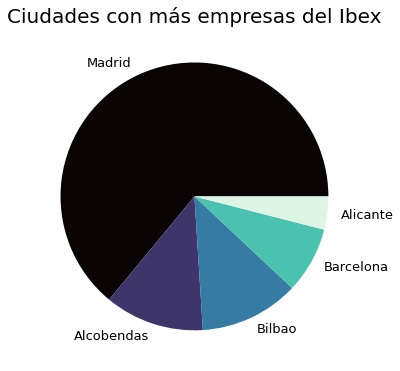 Ciudades con más empresas del Ibex
Madrid
Alicante
Barcelona
Bilbao
Alcobendas